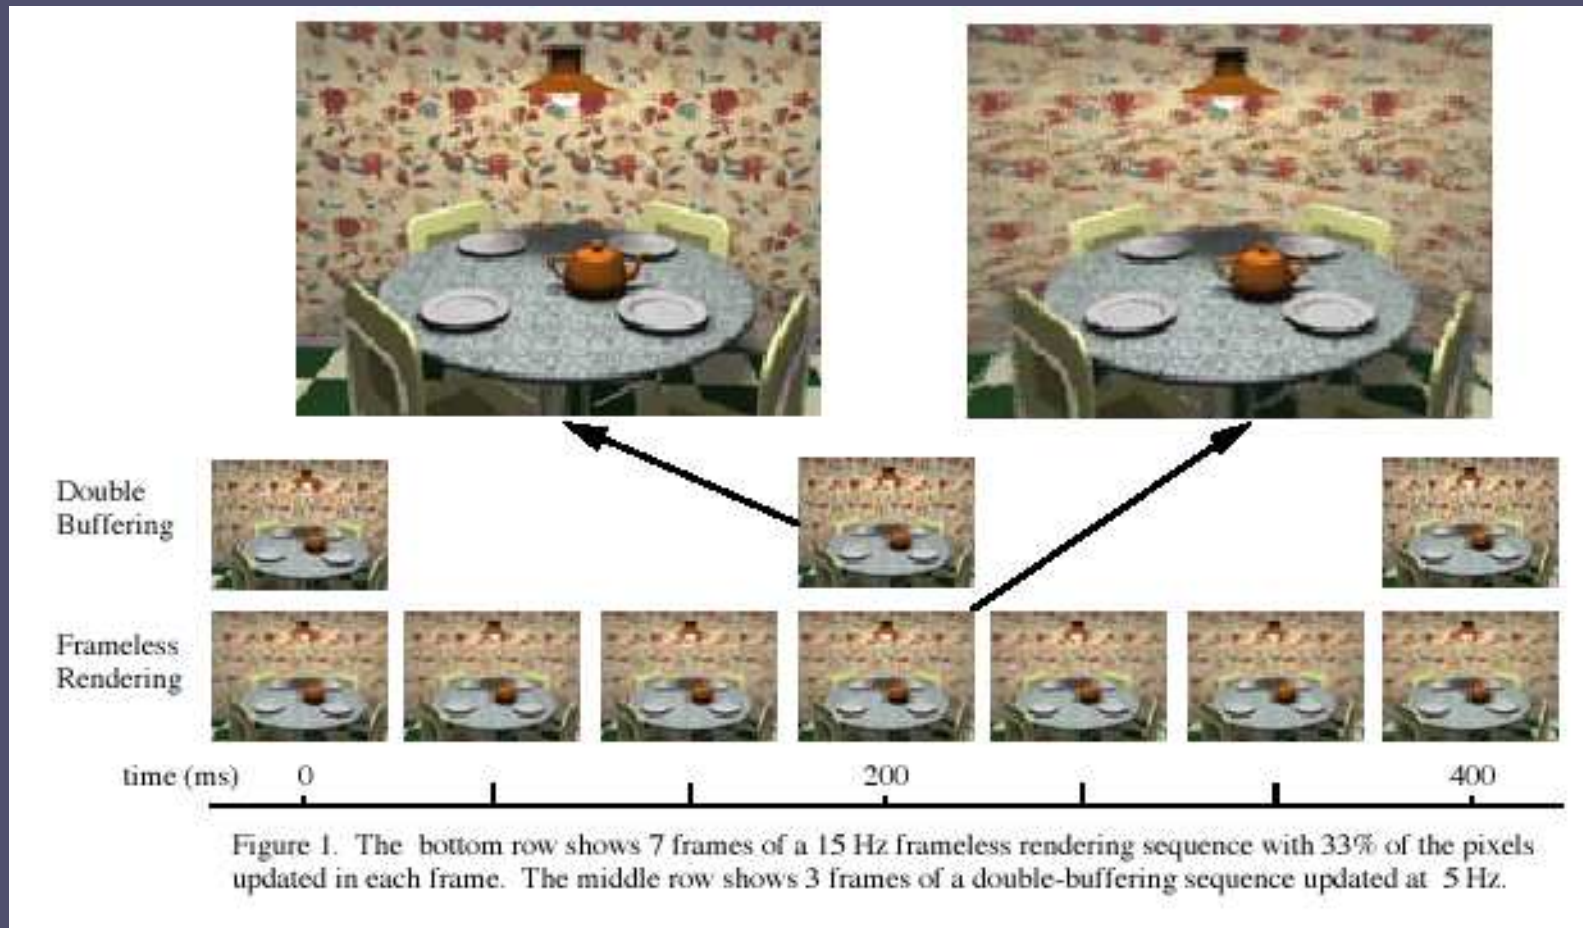 Double
Buffering
Frameless
Rendering
time (ms) 0 200 400
Figure 1. The bottom row shows 7 frames of a 15 Hz frameless rendering sequence with 33% of the pixels
updated in each frame. The middle row shows 3 frames of a double-buffering sequence updated at 5 Hz.